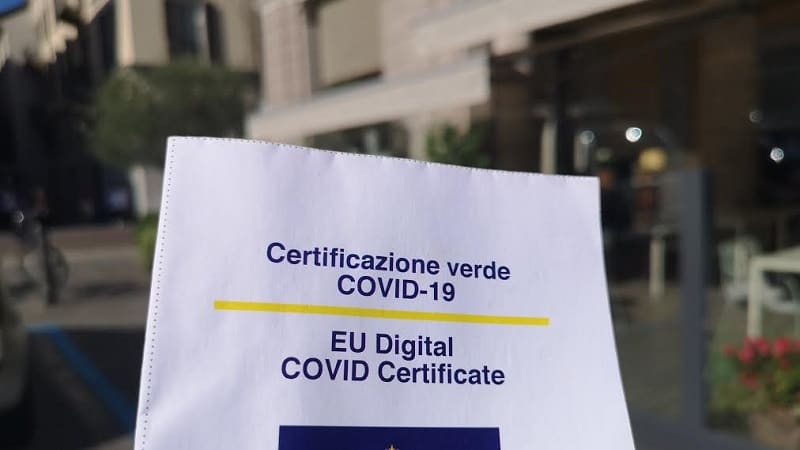 Certificazione verde
COVID-19
EU Digital
COVID Certificate